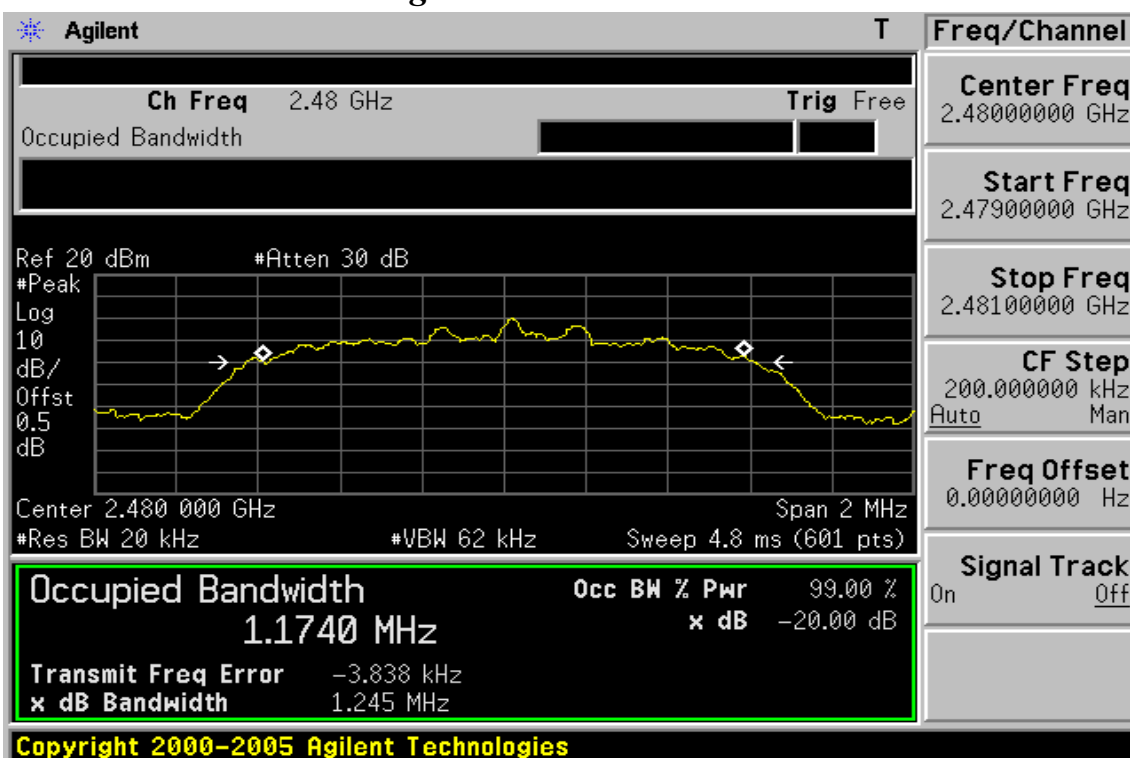 Agilent T
Freq/Channel
Ch Freq 2.48 GHz Trig Free
Occupied Bandwidth
Center Freq
2.48000000 GHz
Start Freq
2.47900000 GHz
Stop Freq
2.48100000 GHz
CF Step
200.000000 kHz
Auto Man
Freq Offset
0.00000000 Hz
Signal Track
On Off
Ref 20 dBm #Atten 30 dB
#Peak
Log
10
dB/
Offst
0.5
dB
Center 2.480 000 GHz Span 2 MHz
#Res BW 20 kHz #VBW 62 kHz Sweep 4.8 ms (601 pts)
Occupied Bandwidth Occ BW % Pwr 99.00 %
1.1740 MHz x dB -20.00 dB
Transmit Freq Error -3.838 kHz
x dB Bandwidth 1.245 MHz
Copyright 2000-2005 Agilent Technologies